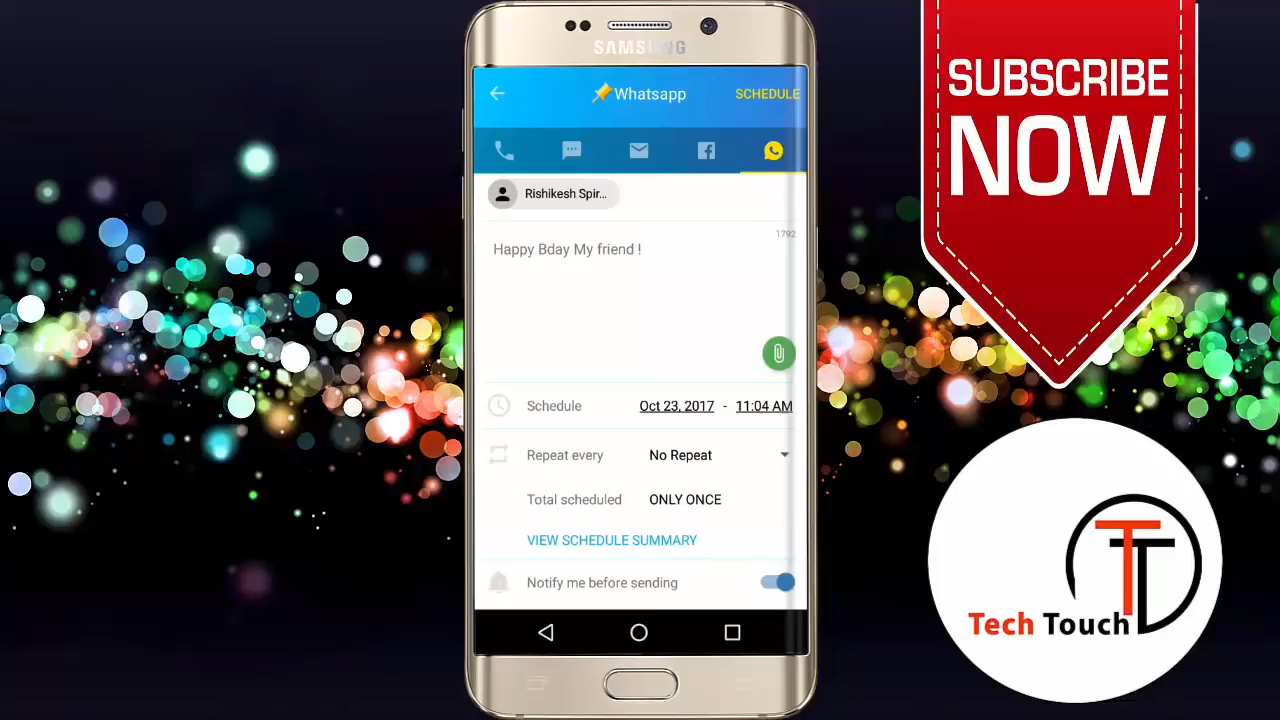 SAMSUNG
Whatsapp
SCHEDULE
Rishikesh Spir...
1792
Happy Bday My friend !
Schedule
Oct 23, 2017 - 11:04 AM
Repeat every
No Repeat
Total scheduled
ONLY ONCE
VIEW SCHEDULE SUMMARY
Notify me before sending
SUBSCRIBE
NOW
TT
Tech Touch